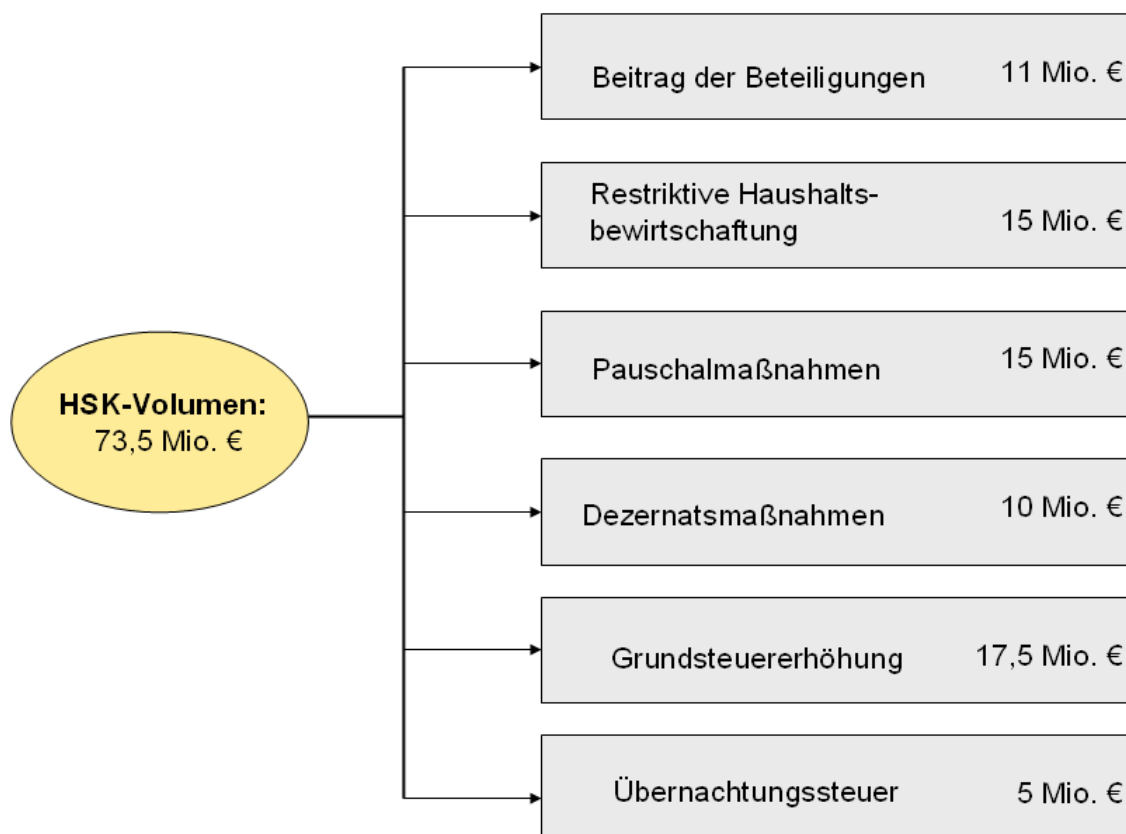 HSK-Volumen:
73,5 Mio. €
Beitrag der Beteiligungen 11 Mio. €
Restriktive Haushalts-
bewirtschaftung 15 Mio. €
Pauschalmaßnahmen 15 Mio. €
Dezernatsmaßnahmen 10 Mio. €
Grundsteuererhöhung 17,5 Mio. €
Übernachtungssteuer 5 Mio. €